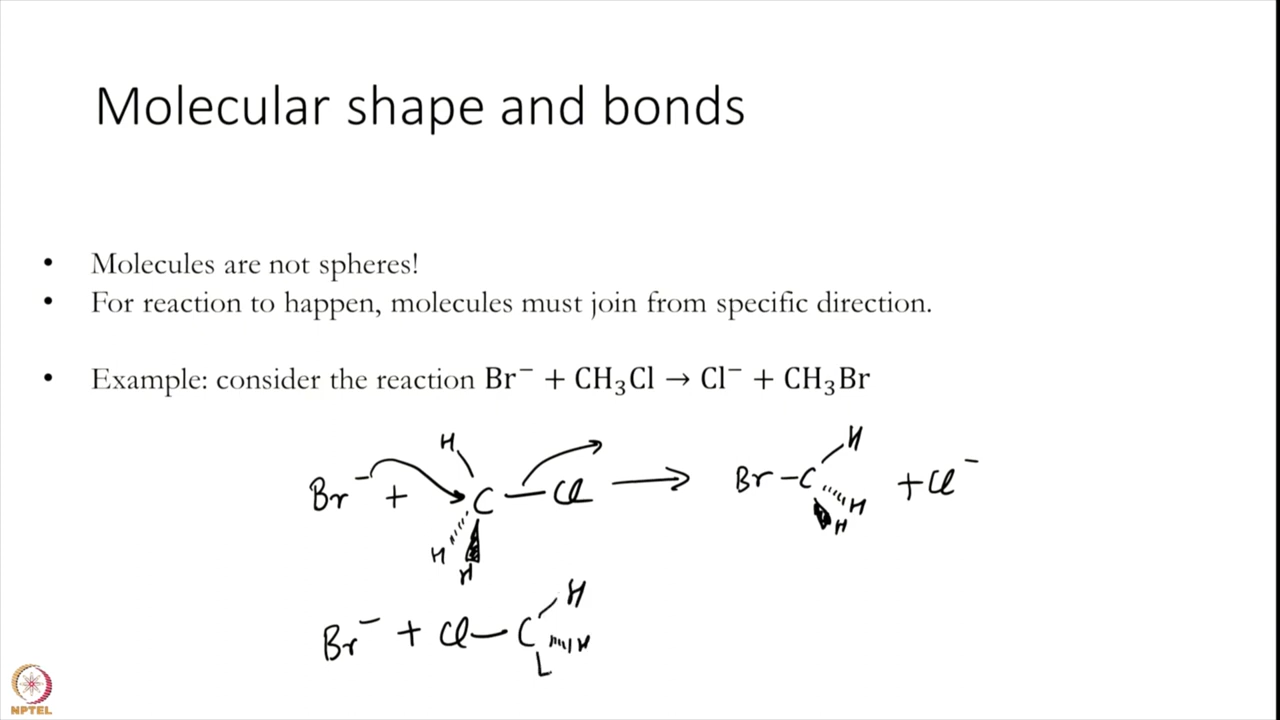 Molecular shape and bonds
• Molecules are not spheres!
• For reaction to happen, molecules must join from specific direction.
• Example: consider the reaction Br⁻ + CH₃Cl → Cl⁻ + CH₃Br
H H
Br⁻ + C — Cl → Br – C + Cl⁻
H H H H
H
Br⁻ + Cl — C H
NPTEL